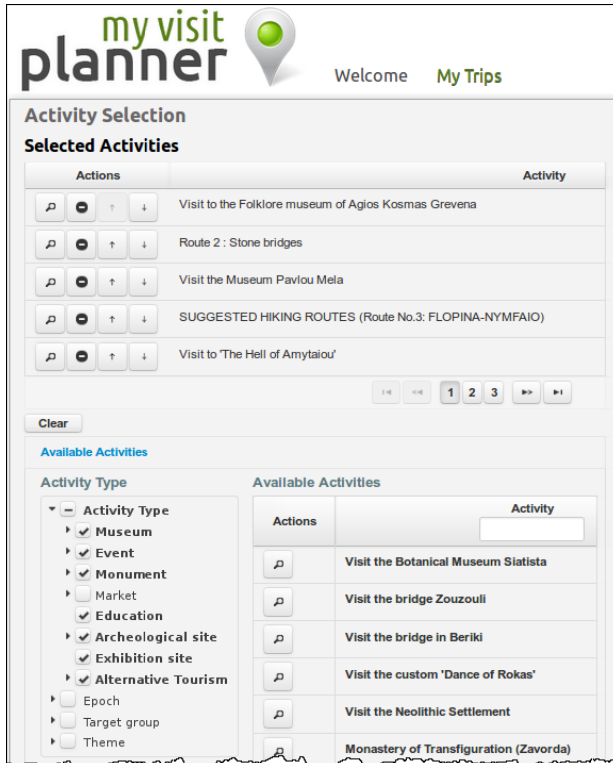 my visit
planner
Welcome My Trips
Activity Selection
Selected Activities
Actions Activity
Visit to the Folklore museum of Agios Kosmas Grevena
Route 2 : Stone bridges
Visit the Museum Pavlou Mela
SUGGESTED HIKING ROUTES (Route No.3: FLOPINA-NYMFAIO)
Visit to 'The Hell of Amytaiou'
1 2 3
Clear
Available Activities
Activity Type
Activity Type
Museum
Event
Monument
Market
Education
Archeological site
Exhibition site
Alternative Tourism
Epoch
Target group
Theme
Available Activities
Actions Activity
Visit the Botanical Museum Siatista
Visit the bridge Zouzouli
Visit the bridge in Beriki
Visit the custom 'Dance of Rokas'
Visit the Neolithic Settlement
Monastery of Transfiguration (Zavorda)